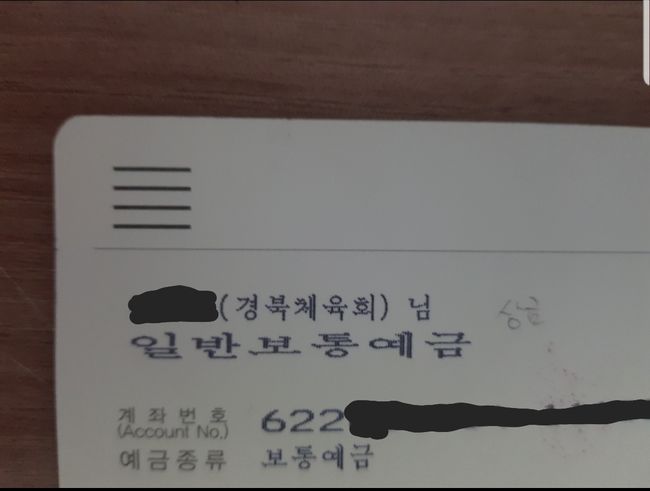 (경북체육회) 님
상금
일반보통예금
계좌번호 622
(Account No.)
예금종류 보통예금